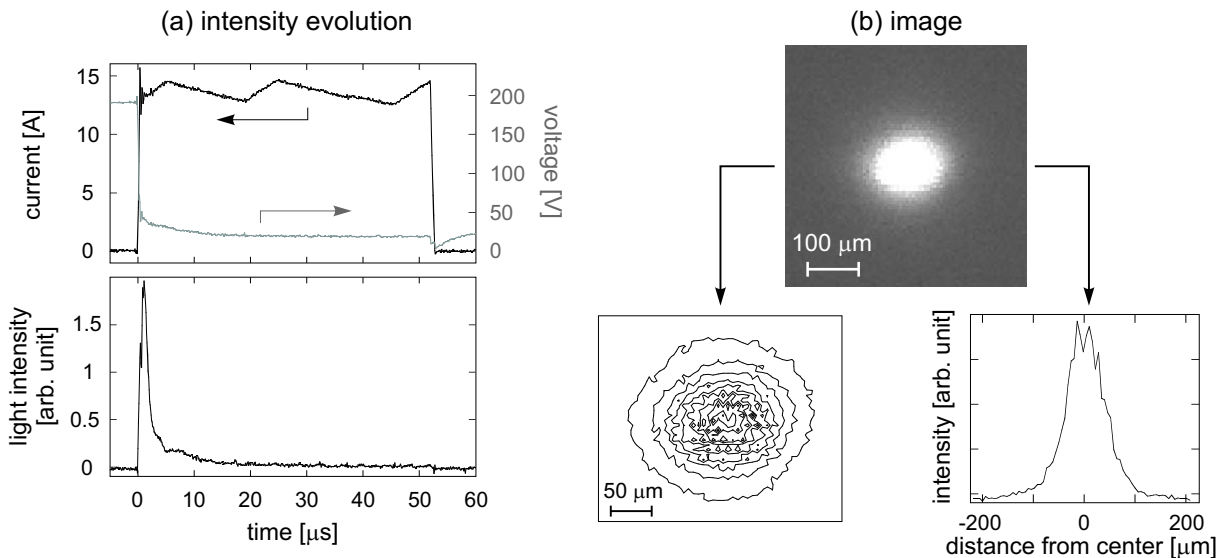 (a) intensity evolution
15
10
5
0
current [A]
200
150
100
50
0
voltage [V]
1.5
1
0.5
0
light intensity
[arb. unit]
0
10
20
30
40
50
60
time [μs]
(b) image
100 μm
50 μm
intensity [arb. unit]
-200
0
200
distance from center [μm]